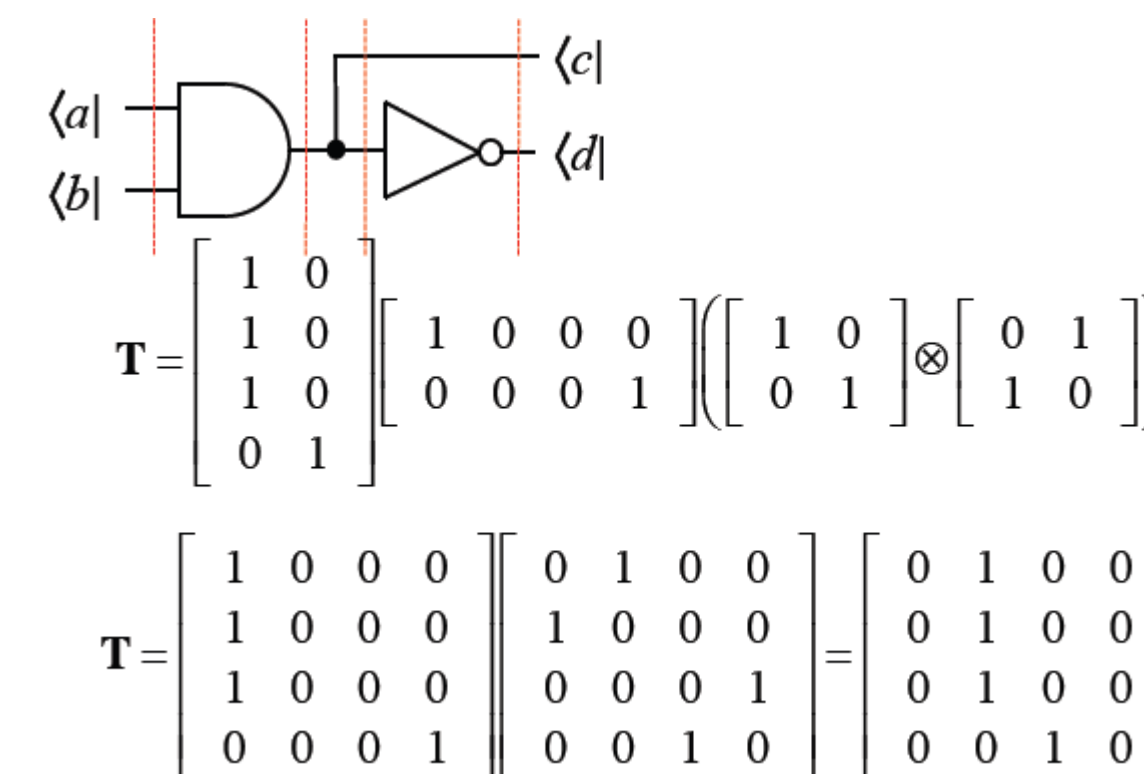 ⟨a|
⟨b|
⟨c|
⟨d|
T = [ 1 0 ; 1 0 ; 1 0 ; 0 1 ] [ 1 0 0 0 ; 0 0 0 1 ] ( [ 1 0 ; 0 1 ] ⊗ [ 0 1 ; 1 0 ] )
T = [ 1 0 0 0 ; 1 0 0 0 ; 1 0 0 0 ; 0 0 0 1 ] [ 0 1 0 0 ; 1 0 0 0 ; 0 0 0 1 ; 0 0 1 0 ] = [ 0 1 0 0 ; 0 1 0 0 ; 0 1 0 0 ; 0 0 1 0